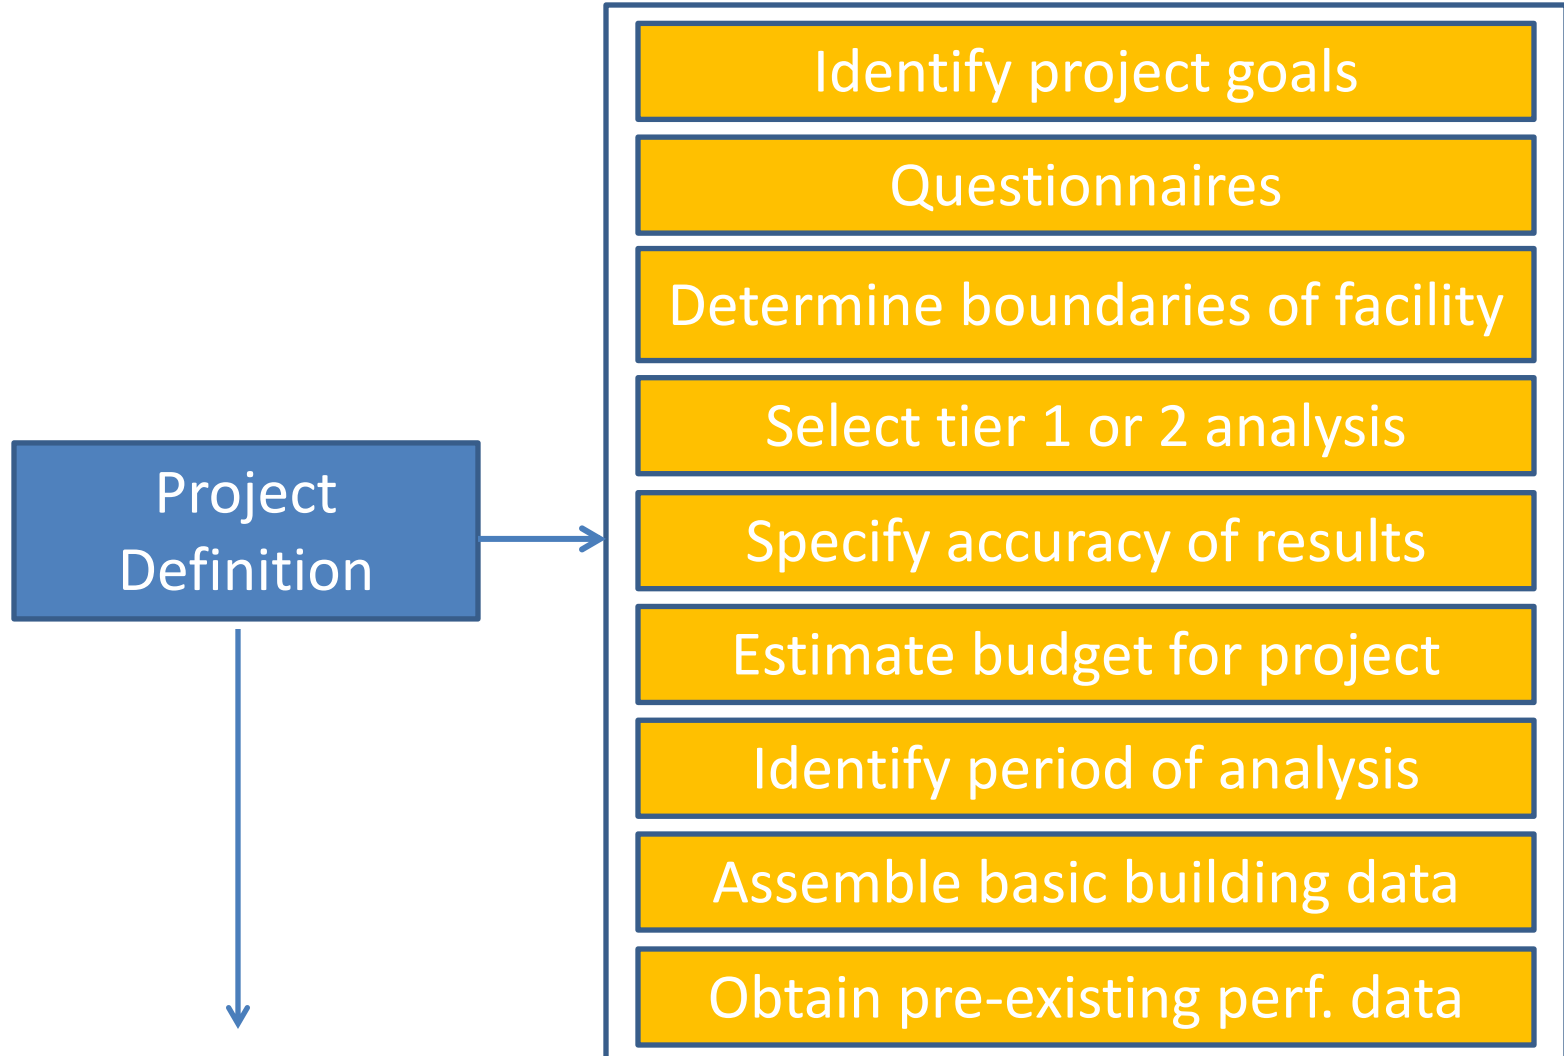 Identify project goals
Questionnaires
Determine boundaries of facility
Select tier 1 or 2 analysis
Project
Definition
Specify accuracy of results
Estimate budget for project
Identify period of analysis
Assemble basic building data
Obtain pre-existing perf. data